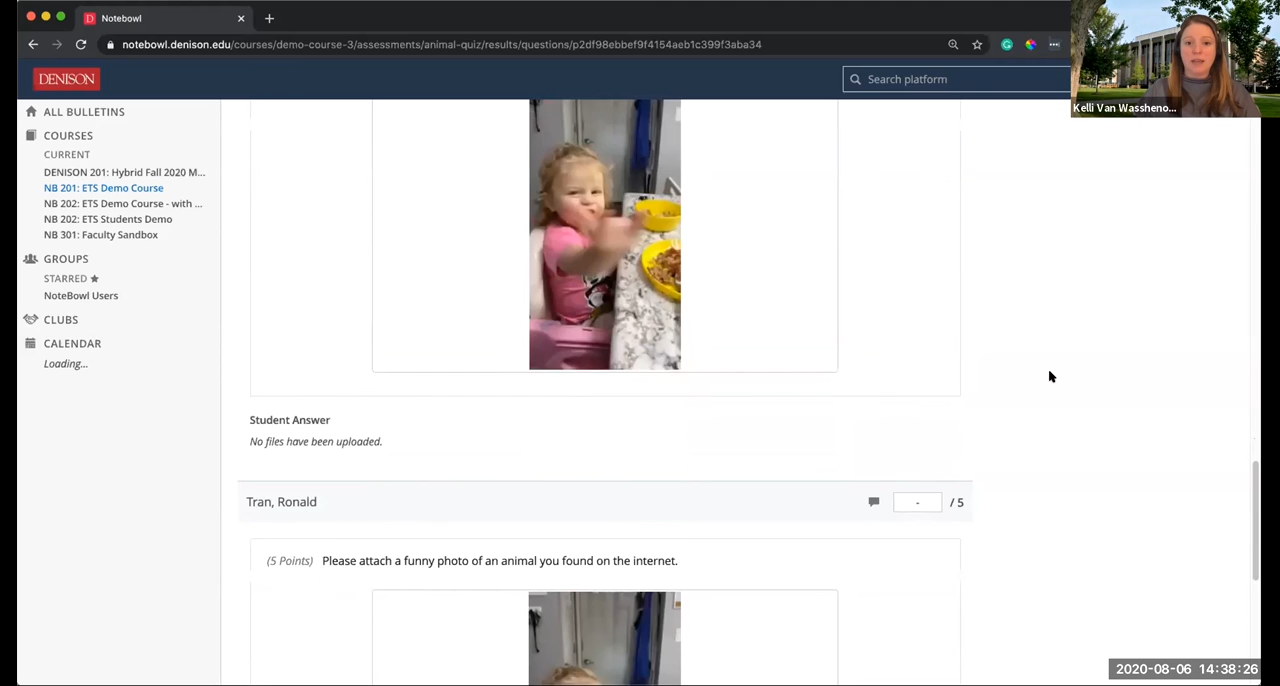 Notebowl
notebowl.denison.edu/courses/demo-course-3/assessments/animal-quiz/results/questions/p2df98ebbef9f4154aeb1c399f3aba34
DENISON
Search platform
Kelli Van Wassheno...
ALL BULLETINS
COURSES
CURRENT
DENISON 201: Hybrid Fall 2020 M...
NB 201: ETS Demo Course
NB 202: ETS Demo Course - with ...
NB 202: ETS Students Demo
NB 301: Faculty Sandbox
GROUPS
STARRED
NoteBowl Users
CLUBS
CALENDAR
Loading...
Student Answer
No files have been uploaded.
Tran, Ronald
- / 5
(5 Points) Please attach a funny photo of an animal you found on the internet.
2020-08-06 14:38:26